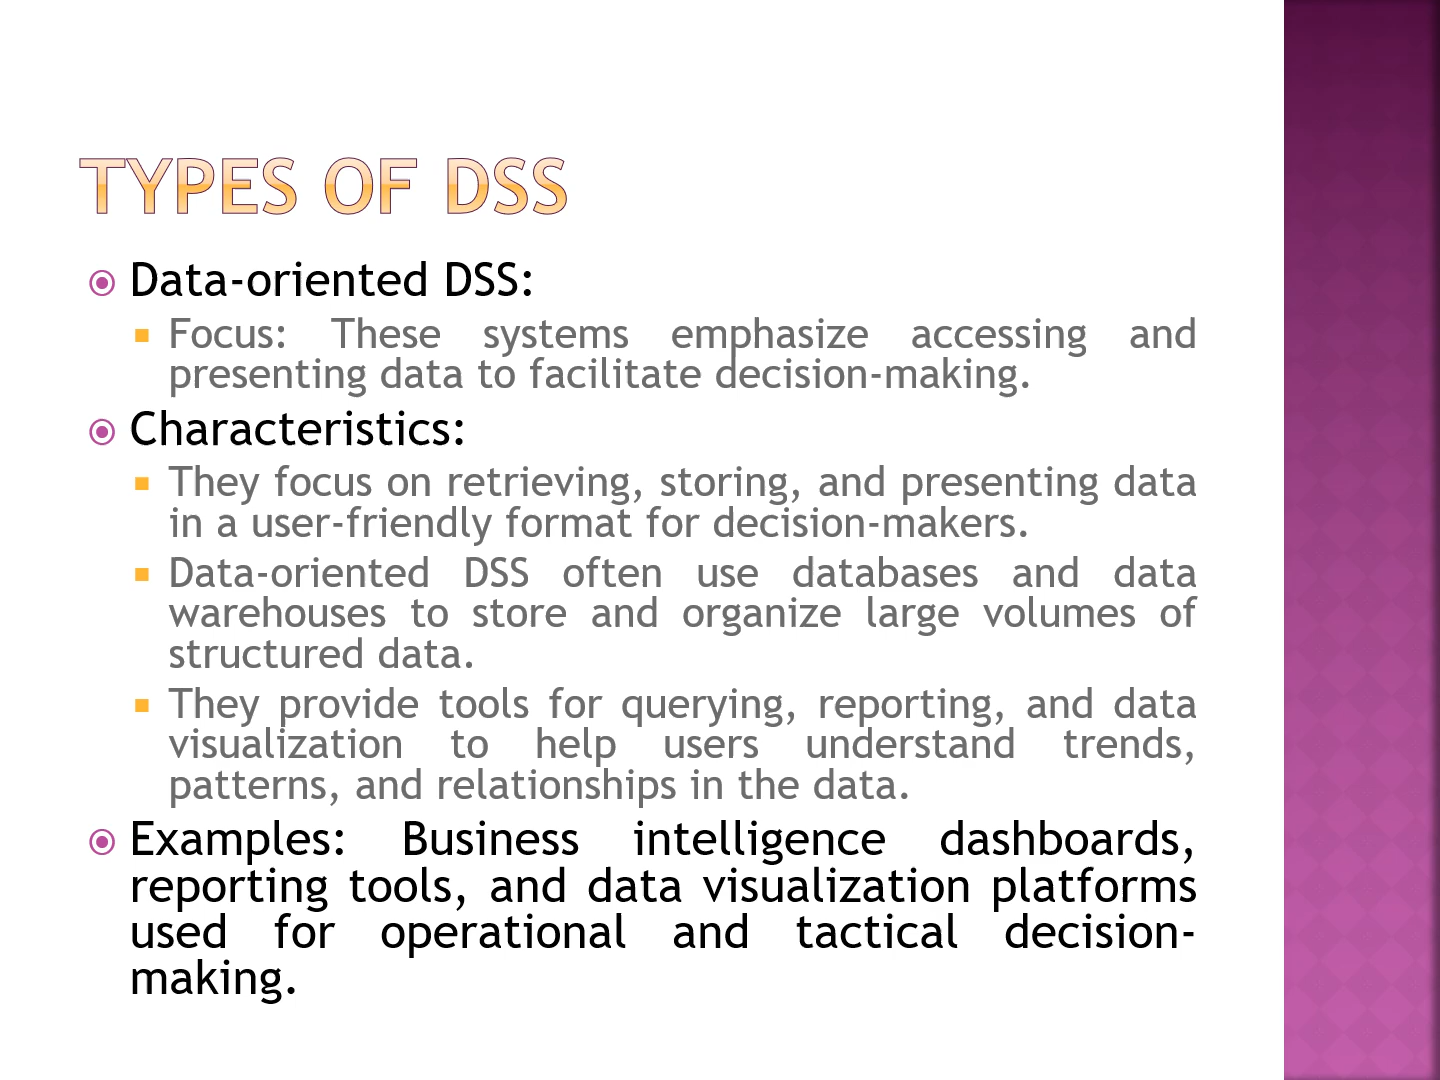 TYPES OF DSS
Data-oriented DSS:
Focus: These systems emphasize accessing and
presenting data to facilitate decision-making.
Characteristics:
They focus on retrieving, storing, and presenting data
in a user-friendly format for decision-makers.
Data-oriented DSS often use databases and data
warehouses to store and organize large volumes of
structured data.
They provide tools for querying, reporting, and data
visualization to help users understand trends,
patterns, and relationships in the data.
Examples: Business intelligence dashboards,
reporting tools, and data visualization platforms
used for operational and tactical decision-
making.